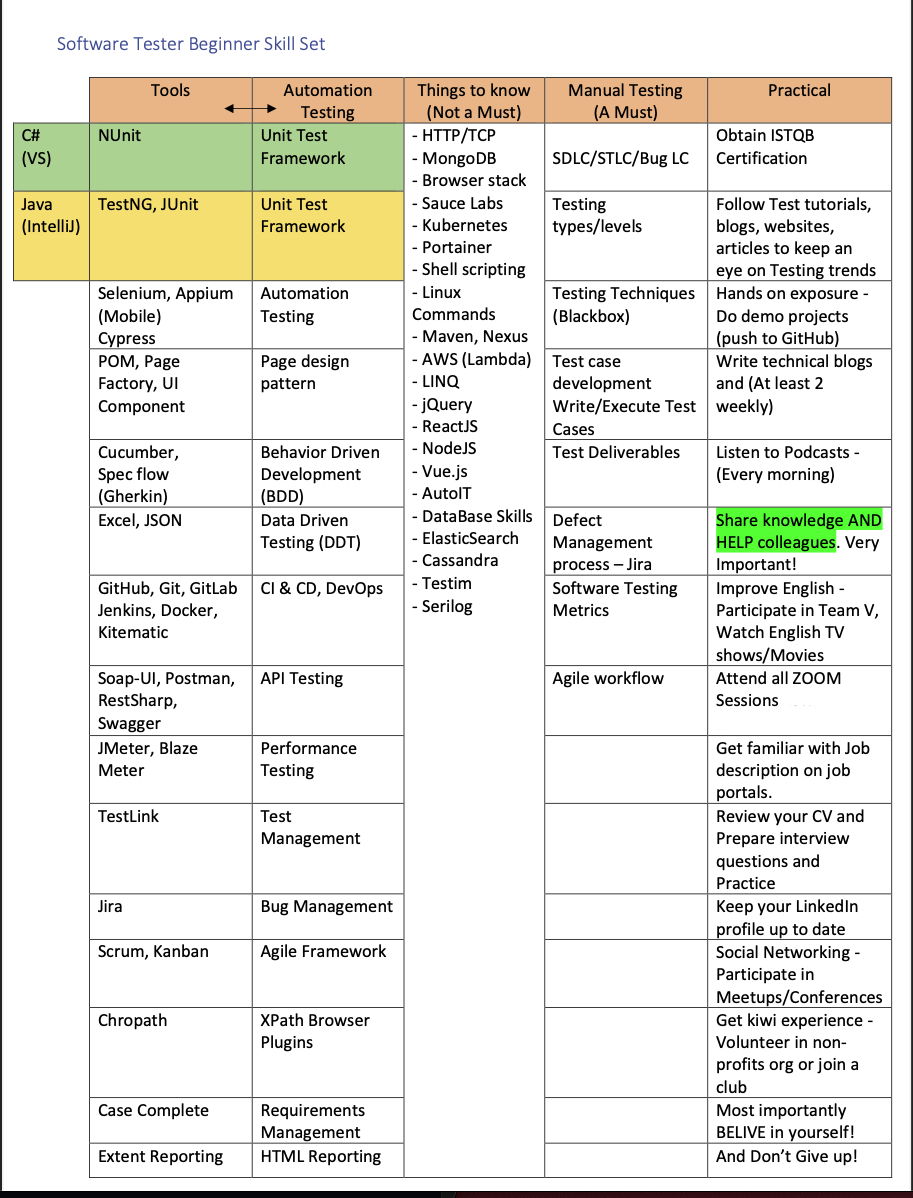 Software Tester Beginner Skill Set
Tools
Automation
Testing
Things to know
(Not a Must)
Manual Testing
(A Must)
Practical
C#
(VS)
NUnit
Unit Test
Framework
- HTTP/TCP
- MongoDB
- Browser stack
- Sauce Labs
- Kubernetes
- Portainer
- Shell scripting
- Linux
Commands
- Maven, Nexus
- AWS (Lambda)
- LINQ
- jQuery
- ReactJS
- NodeJS
- Vue.js
- AutoIT
- DataBase Skills
- ElasticSearch
- Cassandra
- Testim
- Serilog
SDLC/STLC/Bug LC
Obtain ISTQB
Certification
Java
(IntelliJ)
TestNG, JUnit
Unit Test
Framework
Testing
types/levels
Follow Test tutorials,
blogs, websites,
articles to keep an
eye on Testing trends
Selenium, Appium
(Mobile)
Cypress
Automation
Testing
Testing Techniques
(Blackbox)
Hands on exposure -
Do demo projects
(push to GitHub)
POM, Page
Factory, UI
Component
Page design
pattern
Test case
development
Write/Execute Test
Cases
Write technical blogs
and (At least 2
weekly)
Cucumber,
Spec flow
(Gherkin)
Behavior Driven
Development
(BDD)
Test Deliverables
Listen to Podcasts -
(Every morning)
Excel, JSON
Data Driven
Testing (DDT)
Defect
Management
process – Jira
Share knowledge AND
HELP colleagues. Very
Important!
GitHub, Git, GitLab
Jenkins, Docker,
Kitematic
CI & CD, DevOps
Software Testing
Metrics
Improve English -
Participate in Team V,
Watch English TV
shows/Movies
Soap-UI, Postman,
RestSharp,
Swagger
API Testing
Agile workflow
Attend all ZOOM
Sessions
JMeter, Blaze
Meter
Performance
Testing
Get familiar with Job
description on job
portals.
TestLink
Test
Management
Review your CV and
Prepare interview
questions and
Practice
Jira
Bug Management
Keep your LinkedIn
profile up to date
Scrum, Kanban
Agile Framework
Social Networking -
Participate in
Meetups/Conferences
Chropath
XPath Browser
Plugins
Get kiwi experience -
Volunteer in non-
profits org or join a
club
Case Complete
Requirements
Management
Most importantly
BELIVE in yourself!
Extent Reporting
HTML Reporting
And Don’t Give up!